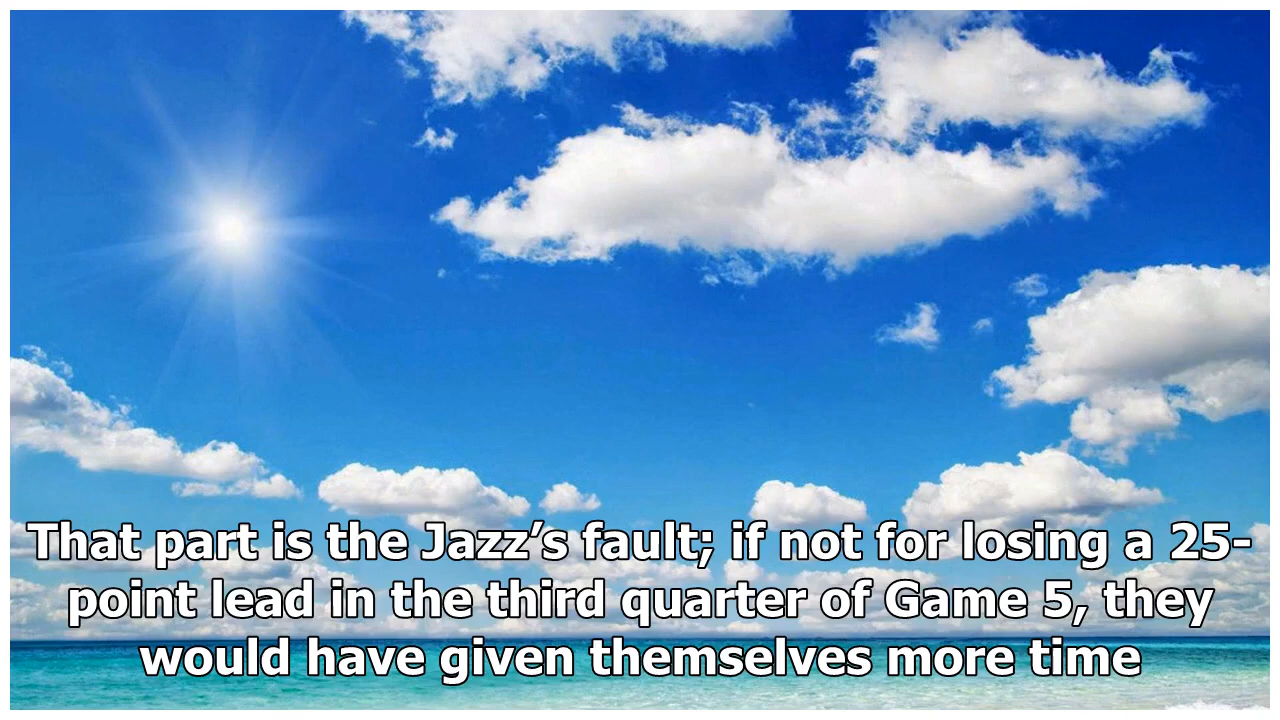 That part is the Jazz’s fault; if not for losing a 25-
point lead in the third quarter of Game 5, they
would have given themselves more time